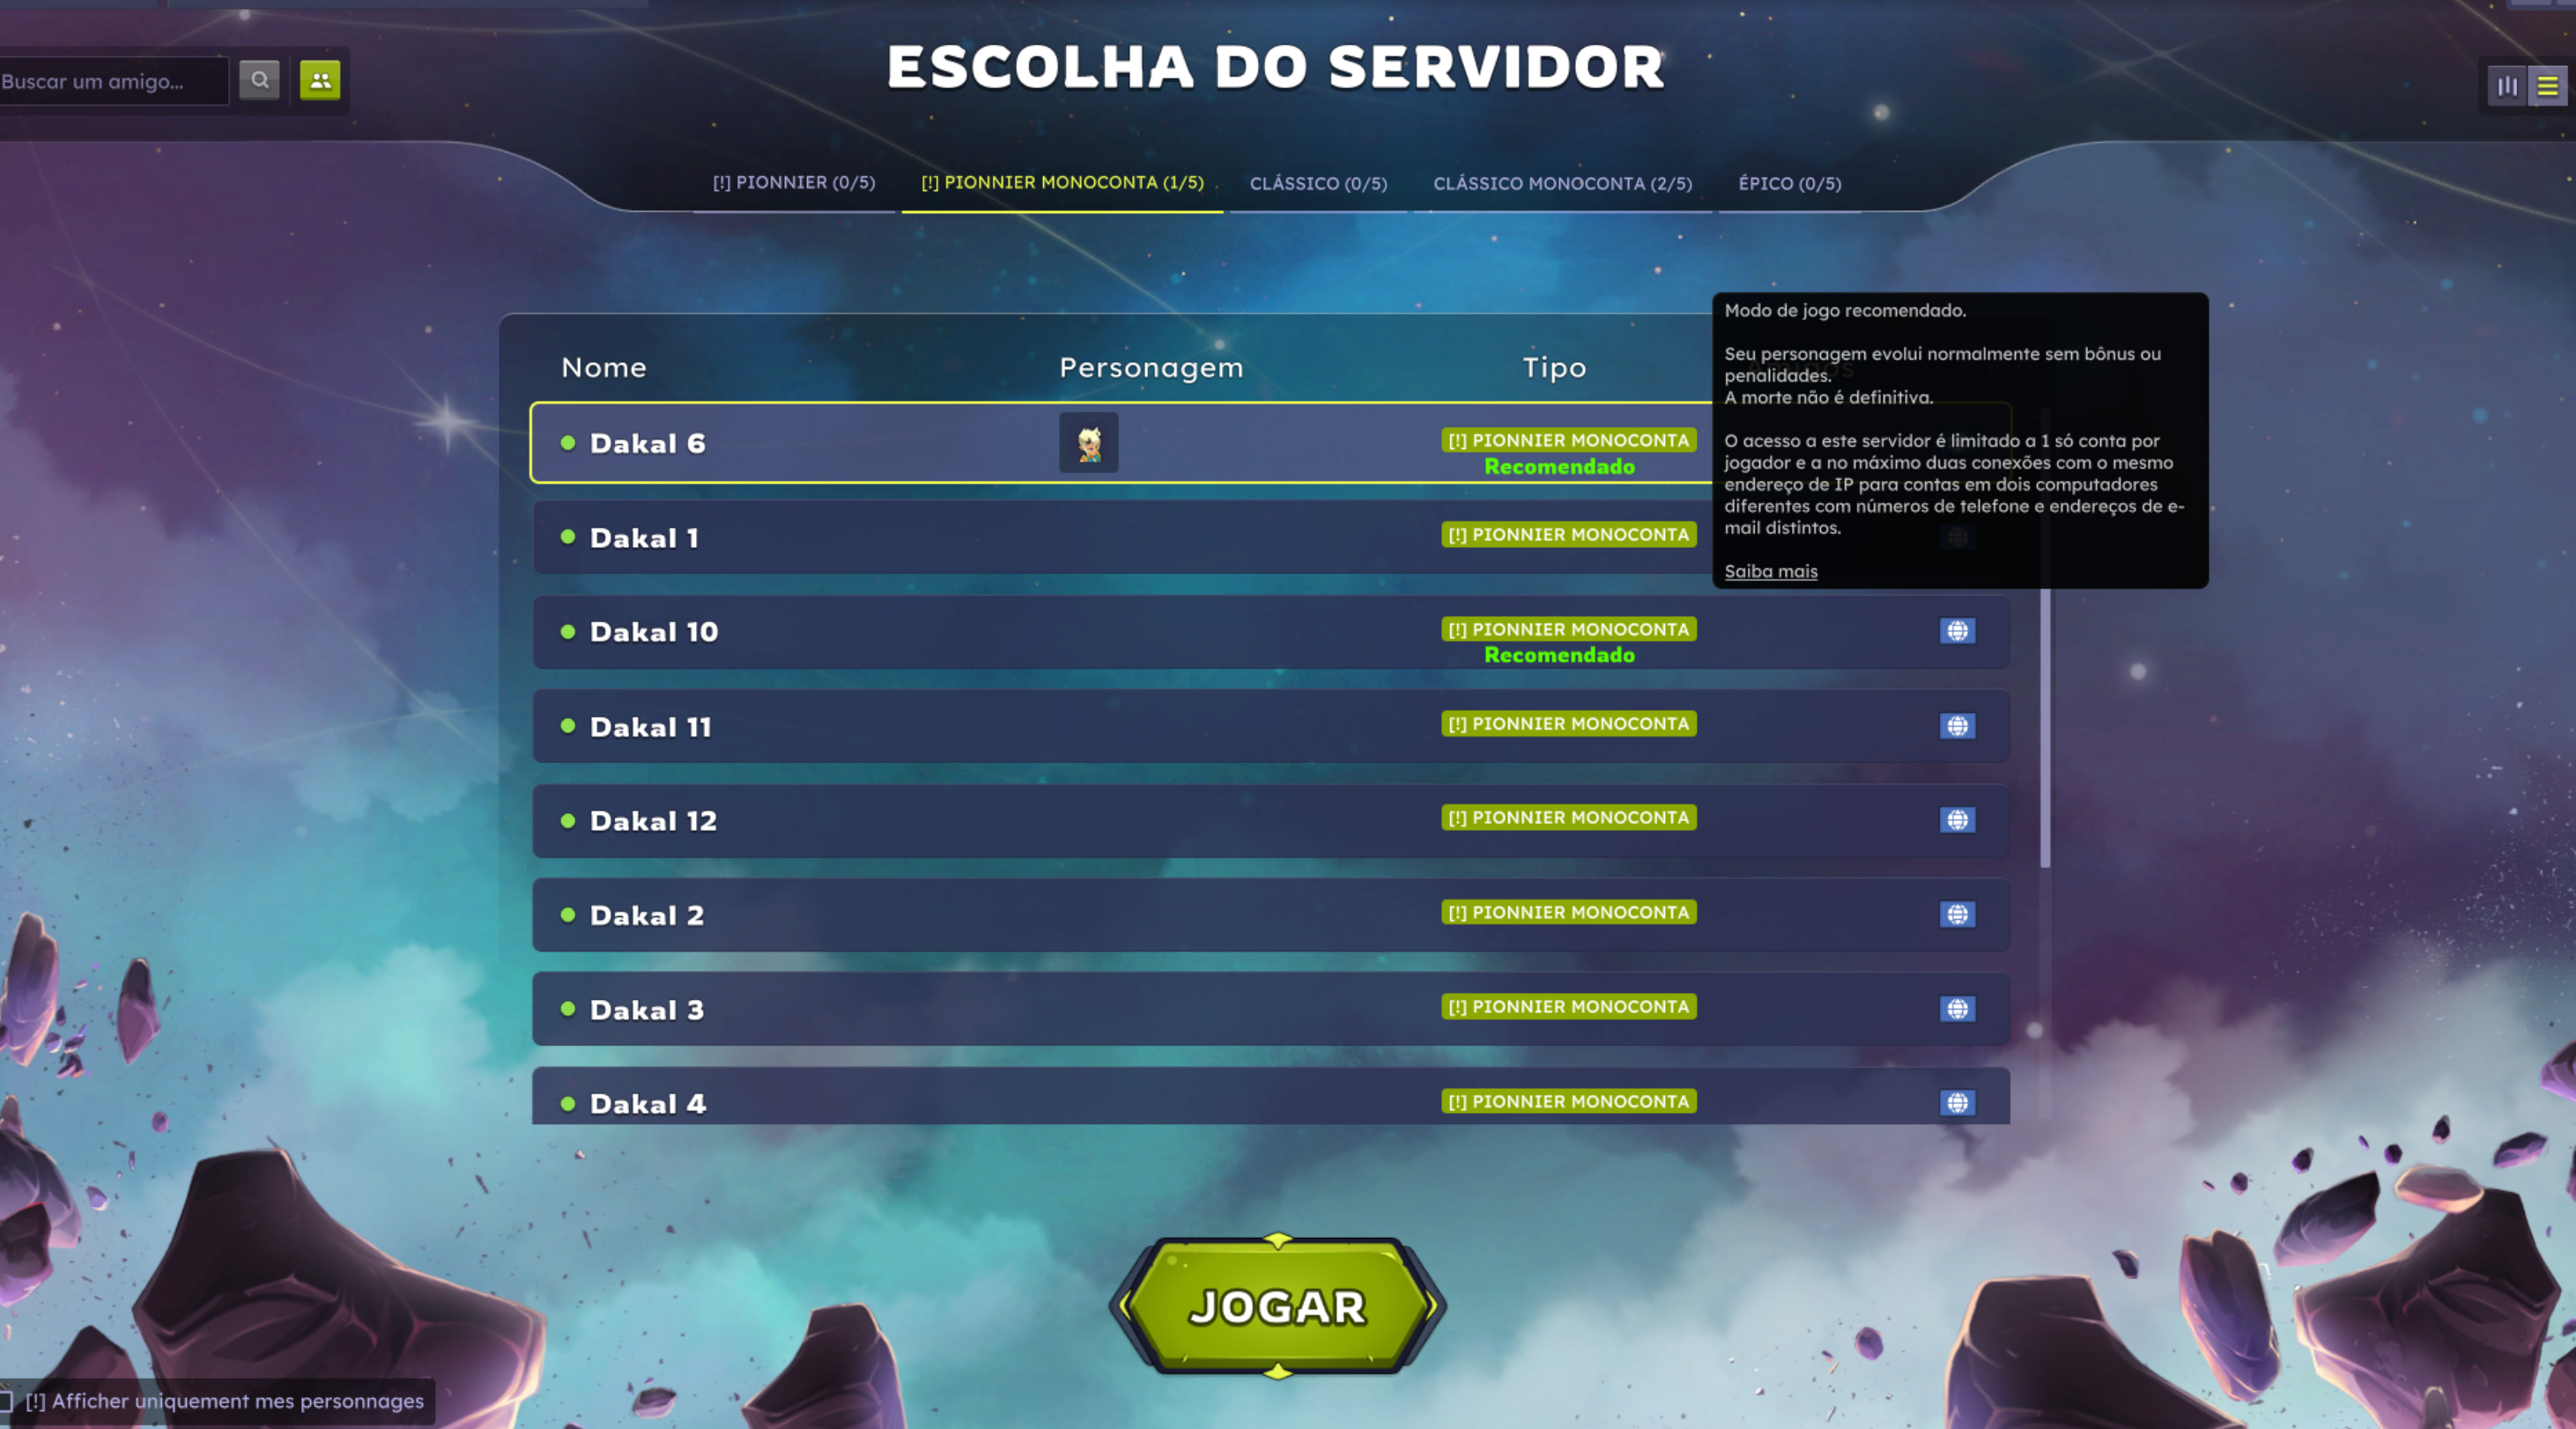 ESCOLHA DO SERVIDOR
Buscar um amigo...
[!] PIONNIER (0/5)
[!] PIONNIER MONOCONTA (1/5)
CLÁSSICO (0/5)
CLÁSSICO MONOCONTA (2/5)
ÉPICO (0/5)
Nome
Personagem
Tipo
Dakal 6
[!] PIONNIER MONOCONTA
Recomendado
Modo de jogo recomendado.
Seu personagem evolui normalmente sem bônus ou
penalidades.
A morte não é definitiva.
O acesso a este servidor é limitado a 1 só conta por
jogador e a no máximo duas conexões com o mesmo
endereço de IP para contas em dois computadores
diferentes com números de telefone e endereços de e-
mail distintos.
Saiba mais
Dakal 1
[!] PIONNIER MONOCONTA
Dakal 10
[!] PIONNIER MONOCONTA
Recomendado
Dakal 11
[!] PIONNIER MONOCONTA
Dakal 12
[!] PIONNIER MONOCONTA
Dakal 2
[!] PIONNIER MONOCONTA
Dakal 3
[!] PIONNIER MONOCONTA
Dakal 4
[!] PIONNIER MONOCONTA
JOGAR
[!] Afficher uniquement mes personnages